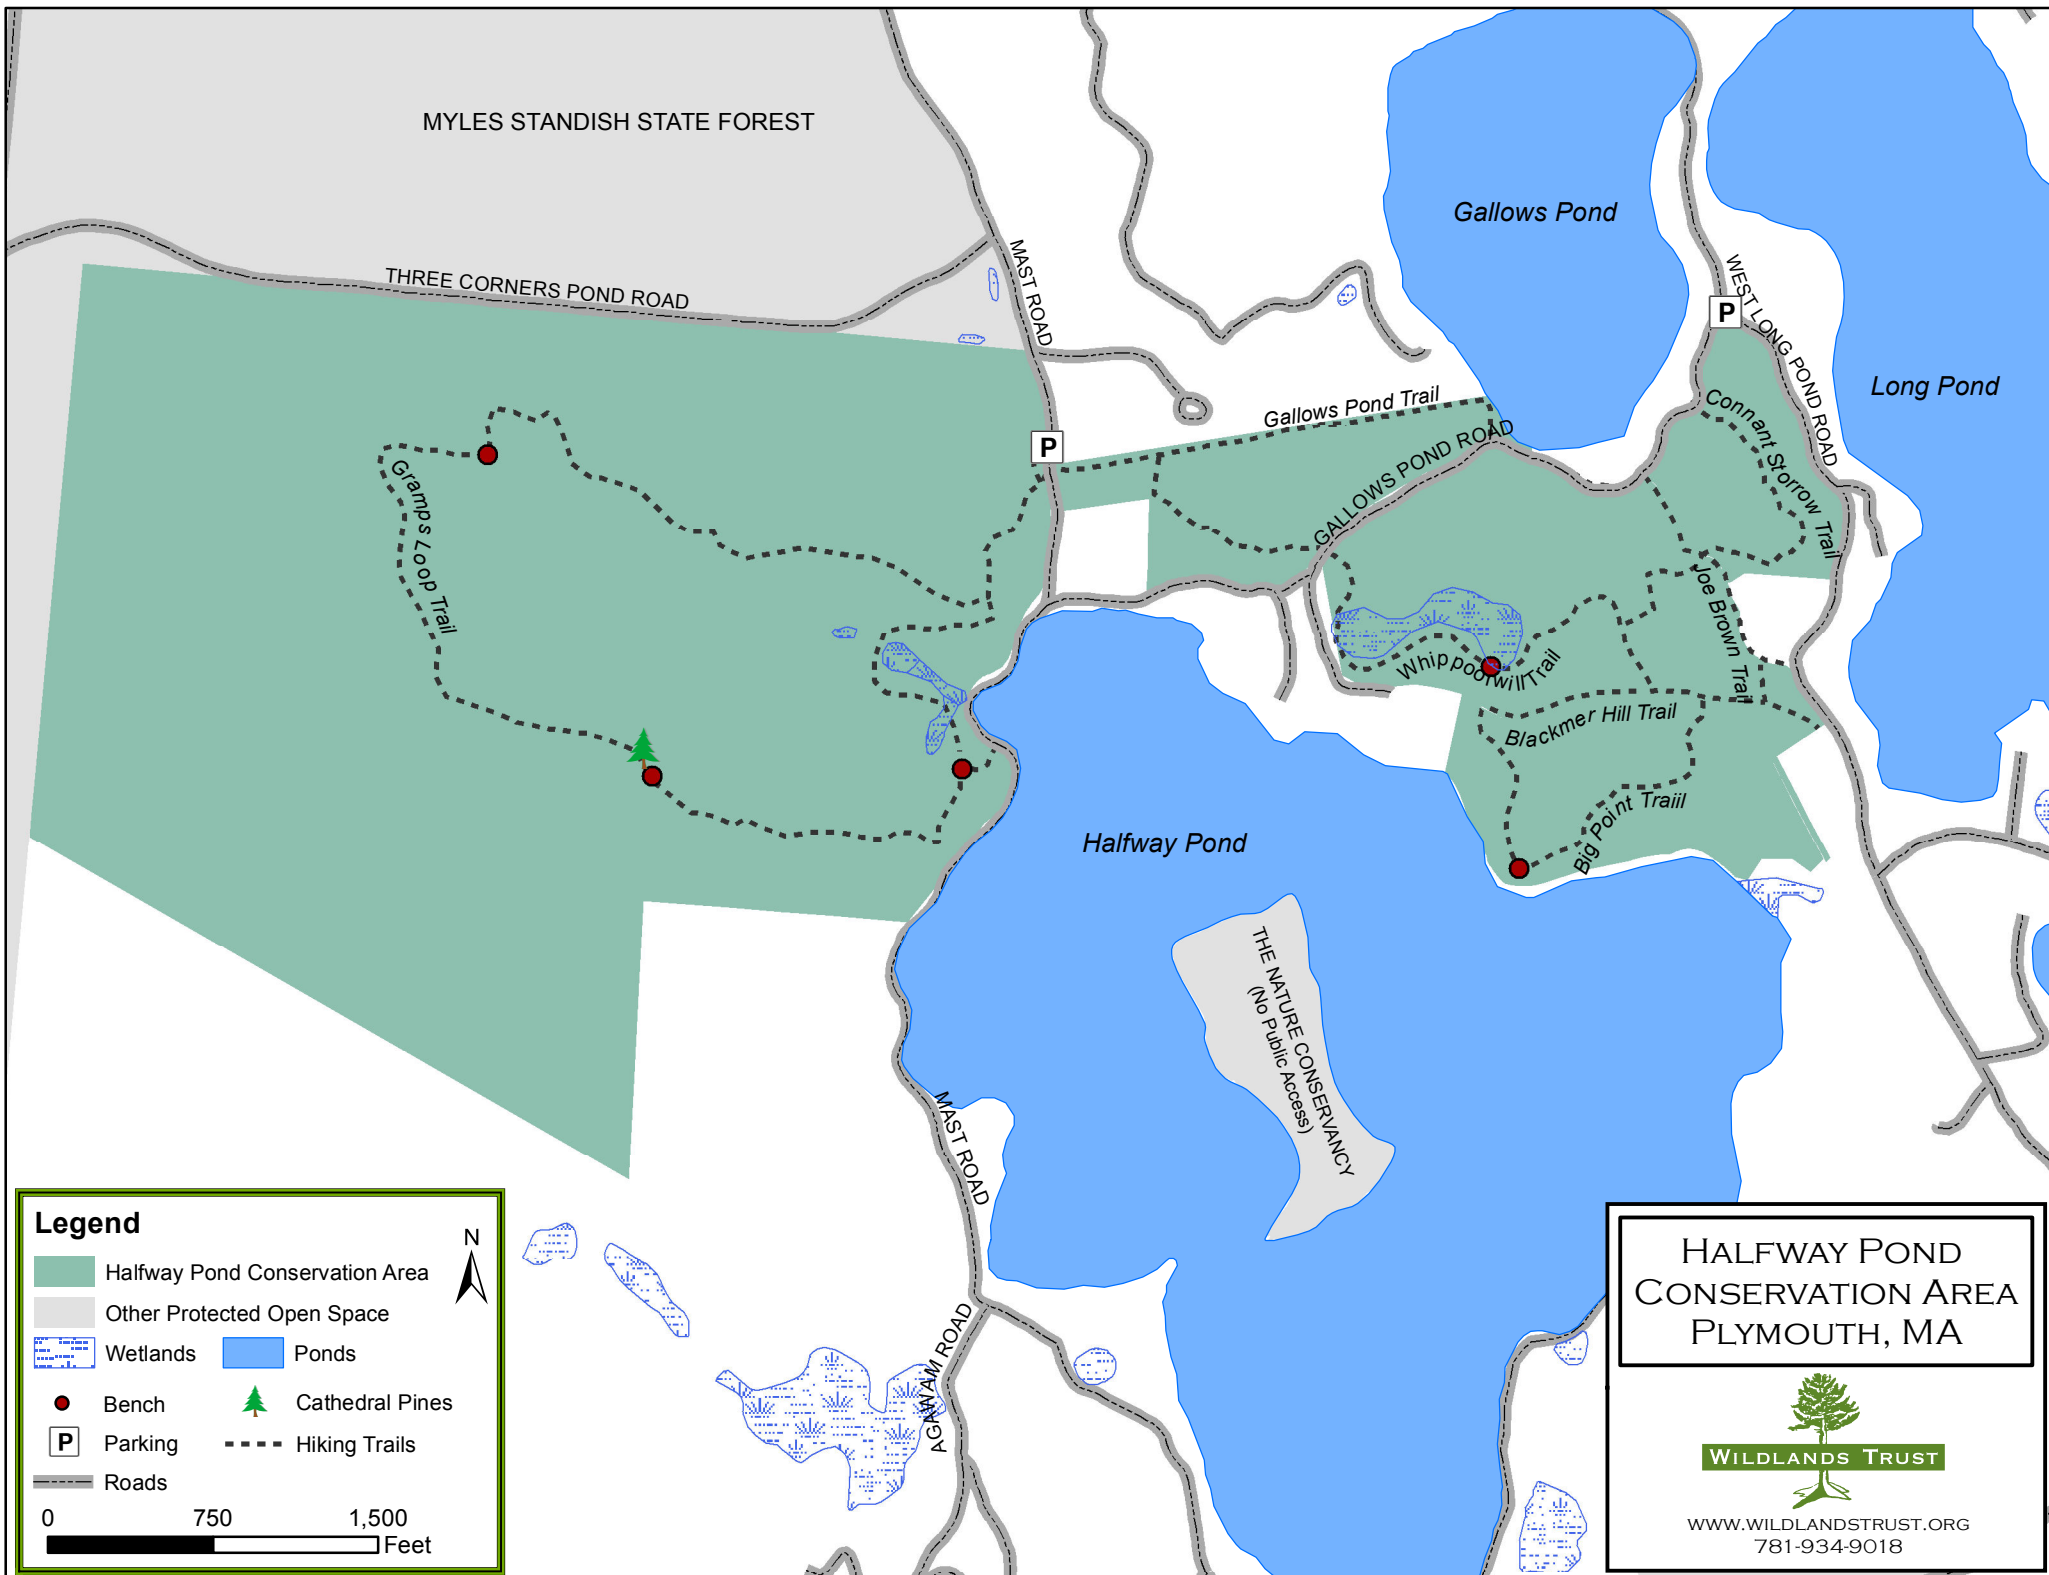 MYLES STANDISH STATE FOREST
THREE CORNERS POND ROAD
MAST ROAD
Gallows Pond
WEST LONG POND ROAD
P
Long Pond
P
Gallows Pond Trail
GALLOWS POND ROAD
Connant Storrow Trail
Gramps Loop Trail
Joe Brown Trail
Whippoorwill Trail
Blackmer Hill Trail
Big Point Traiil
Halfway Pond
THE NATURE CONSERVANCY
(No Public Access)
MAST ROAD
AGAWAM ROAD
Legend
N
Halfway Pond Conservation Area
Other Protected Open Space
Wetlands
Ponds
Bench
Cathedral Pines
P
Parking
Hiking Trails
Roads
0 750 1,500
Feet
HALFWAY POND
CONSERVATION AREA
PLYMOUTH, MA
WILDLANDS TRUST
WWW.WILDLANDSTRUST.ORG
781-934-9018